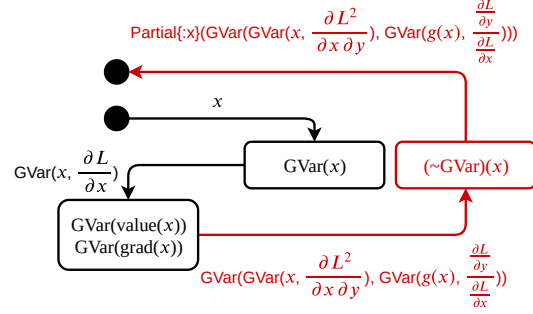 Partial{:x}(GVar(GVar(x, ∂L²/∂x∂y), GVar(g(x), (∂L/∂y)/(∂L/∂x))))
x
GVar(x)
(~GVar)(x)
GVar(x, ∂L/∂x)
GVar(value(x))
GVar(grad(x))
GVar(GVar(x, ∂L²/∂x∂y), GVar(g(x), (∂L/∂y)/(∂L/∂x)))